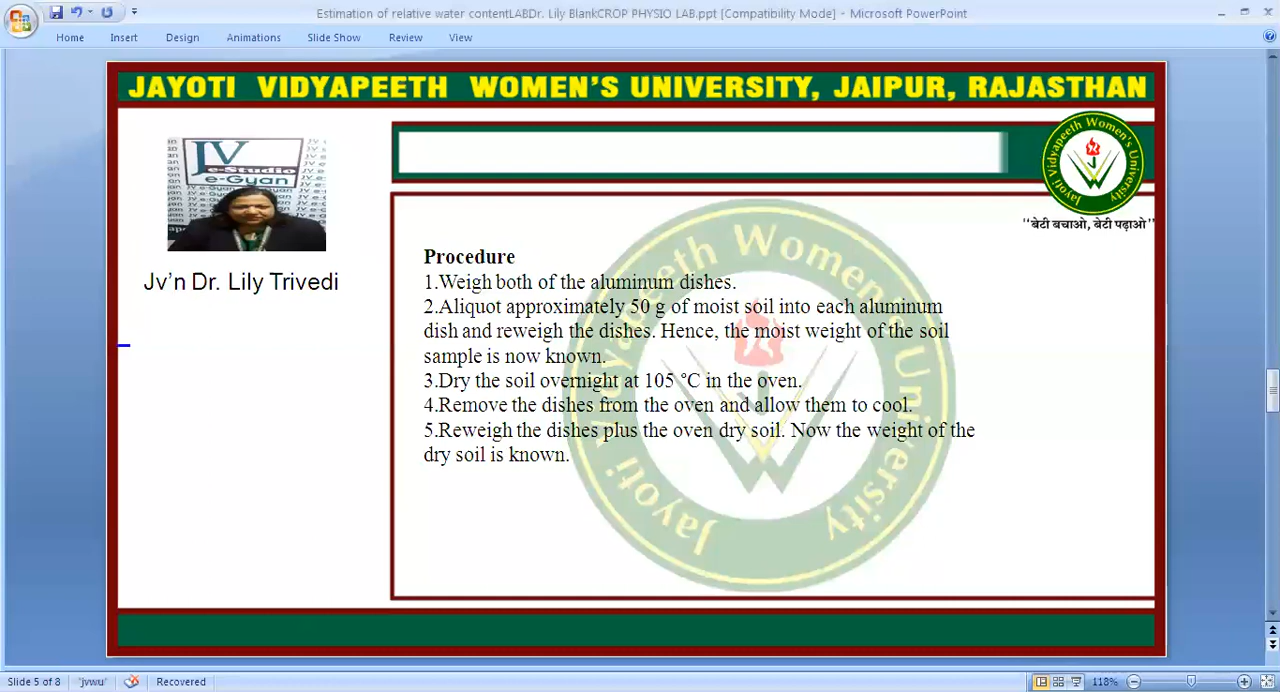 Estimation of relative water contentLABDr. Lily BlankCROP PHYSIO LAB.ppt [Compatibility Mode] - Microsoft PowerPoint
Home Insert Design Animations Slide Show Review View
JAYOTI VIDYAPEETH WOMEN'S UNIVERSITY, JAIPUR, RAJASTHAN
JV
e-Studio
e-Gyan
Jayoti Vidyapeeth Women's University
"बेटी बचाओ, बेटी पढ़ाओ"
Jv'n Dr. Lily Trivedi
Procedure
1.Weigh both of the aluminum dishes.
2.Aliquot approximately 50 g of moist soil into each aluminum
dish and reweigh the dishes. Hence, the moist weight of the soil
sample is now known.
3.Dry the soil overnight at 105 ºC in the oven.
4.Remove the dishes from the oven and allow them to cool.
5.Reweigh the dishes plus the oven dry soil. Now the weight of the
dry soil is known.
Jayoti Vidyapeeth Women's University
Slide 5 of 8 'jvwu' Recovered 118%